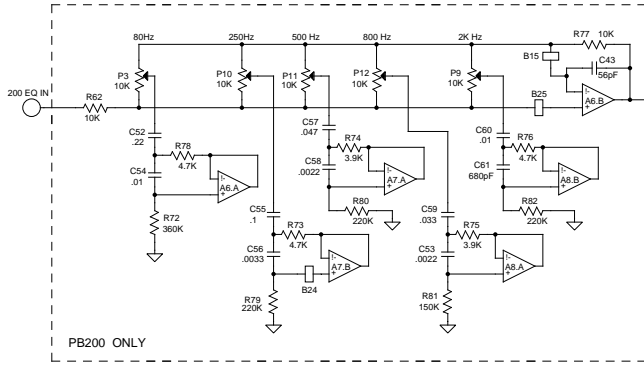 80Hz
250Hz
500 Hz
800 Hz
2K Hz
R77 10K
B15
C43
56pF
P3
10K
P10
10K
P11
10K
P12
10K
P9
10K
200 EQ IN
R62
10K
B25
!-
+
A6.B
C52
.22
R78
4.7K
C54
.01
!-
+
A6.A
R72
360K
C57
.047
R74
3.9K
C58
.0022
!-
+
A7.A
R80
220K
C60
.01
R76
4.7K
C61
680pF
!-
+
A8.B
R82
220K
C55
.1
R73
4.7K
C56
.0033
B24
!-
+
A7.B
R79
220K
C59
.033
R75
3.9K
C53
.0022
!-
+
A8.A
R81
150K
PB200 ONLY